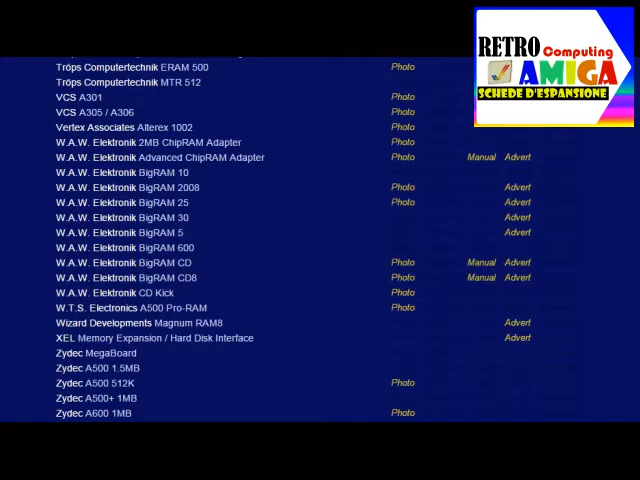 RETRO
Computing
AMIGA
SCHEDE D'ESPANSIONE
Tröps Computertechnik ERAM 500 Photo
Tröps Computertechnik MTR 512
VCS A301 Photo
VCS A305 / A306 Photo
Vertex Associates Alterex 1002 Photo
W.A.W. Elektronik 2MB ChipRAM Adapter Photo
W.A.W. Elektronik Advanced ChipRAM Adapter Photo Manual Advert
W.A.W. Elektronik BigRAM 10
W.A.W. Elektronik BigRAM 2008 Photo Advert
W.A.W. Elektronik BigRAM 25 Photo Advert
W.A.W. Elektronik BigRAM 30 Advert
W.A.W. Elektronik BigRAM 5 Advert
W.A.W. Elektronik BigRAM 600
W.A.W. Elektronik BigRAM CD Photo Manual Advert
W.A.W. Elektronik BigRAM CD8 Photo Manual Advert
W.A.W. Elektronik CD Kick Photo
W.T.S. Electronics A500 Pro-RAM Photo
Wizard Developments Magnum RAM8 Advert
XEL Memory Expansion / Hard Disk Interface Advert
Zydec MegaBoard
Zydec A500 1.5MB
Zydec A500 512K Photo
Zydec A500+ 1MB
Zydec A600 1MB Photo